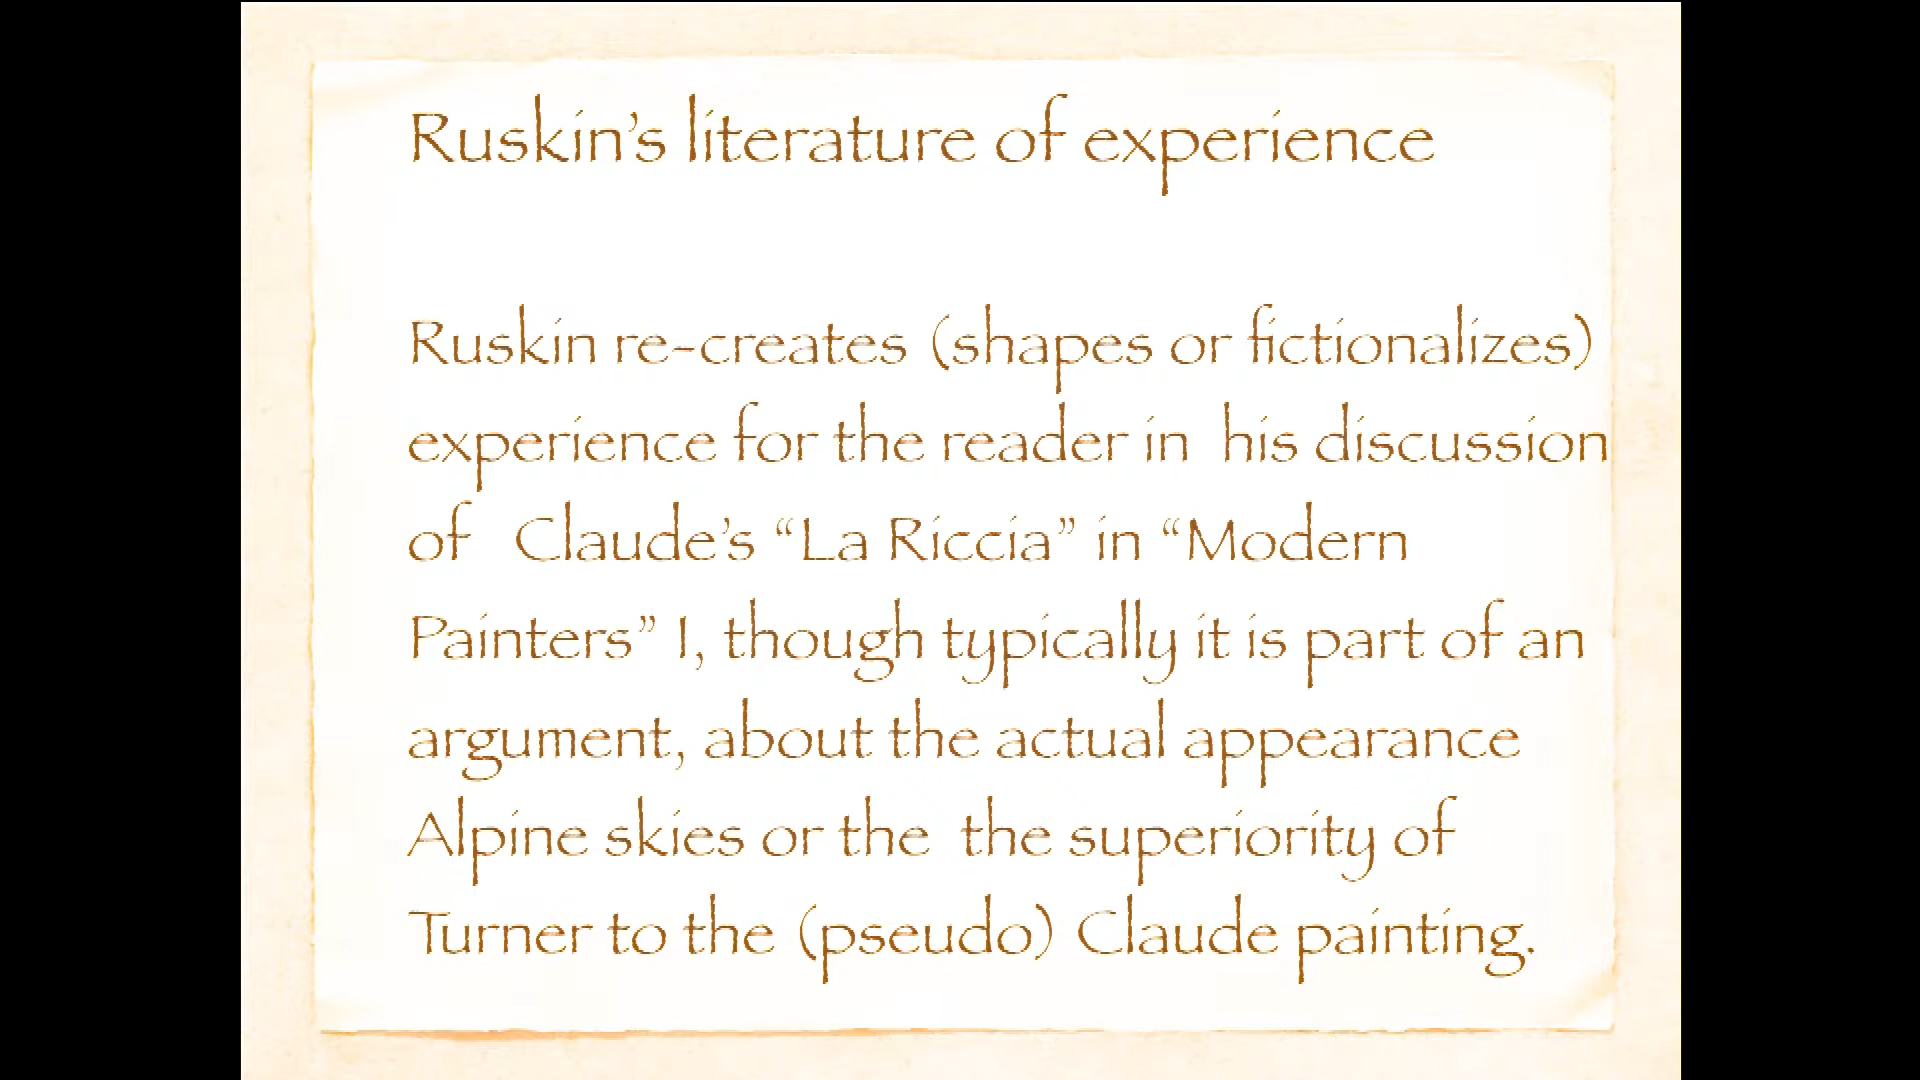 Ruskin’s literature of experience
Ruskin re-creates (shapes or fictionalizes)
experience for the reader in his discussion
of Claude’s “La Riccia” in “Modern
Painters” I, though typically it is part of an
argument, about the actual appearance
Alpine skies or the the superiority of
Turner to the (pseudo) Claude painting.